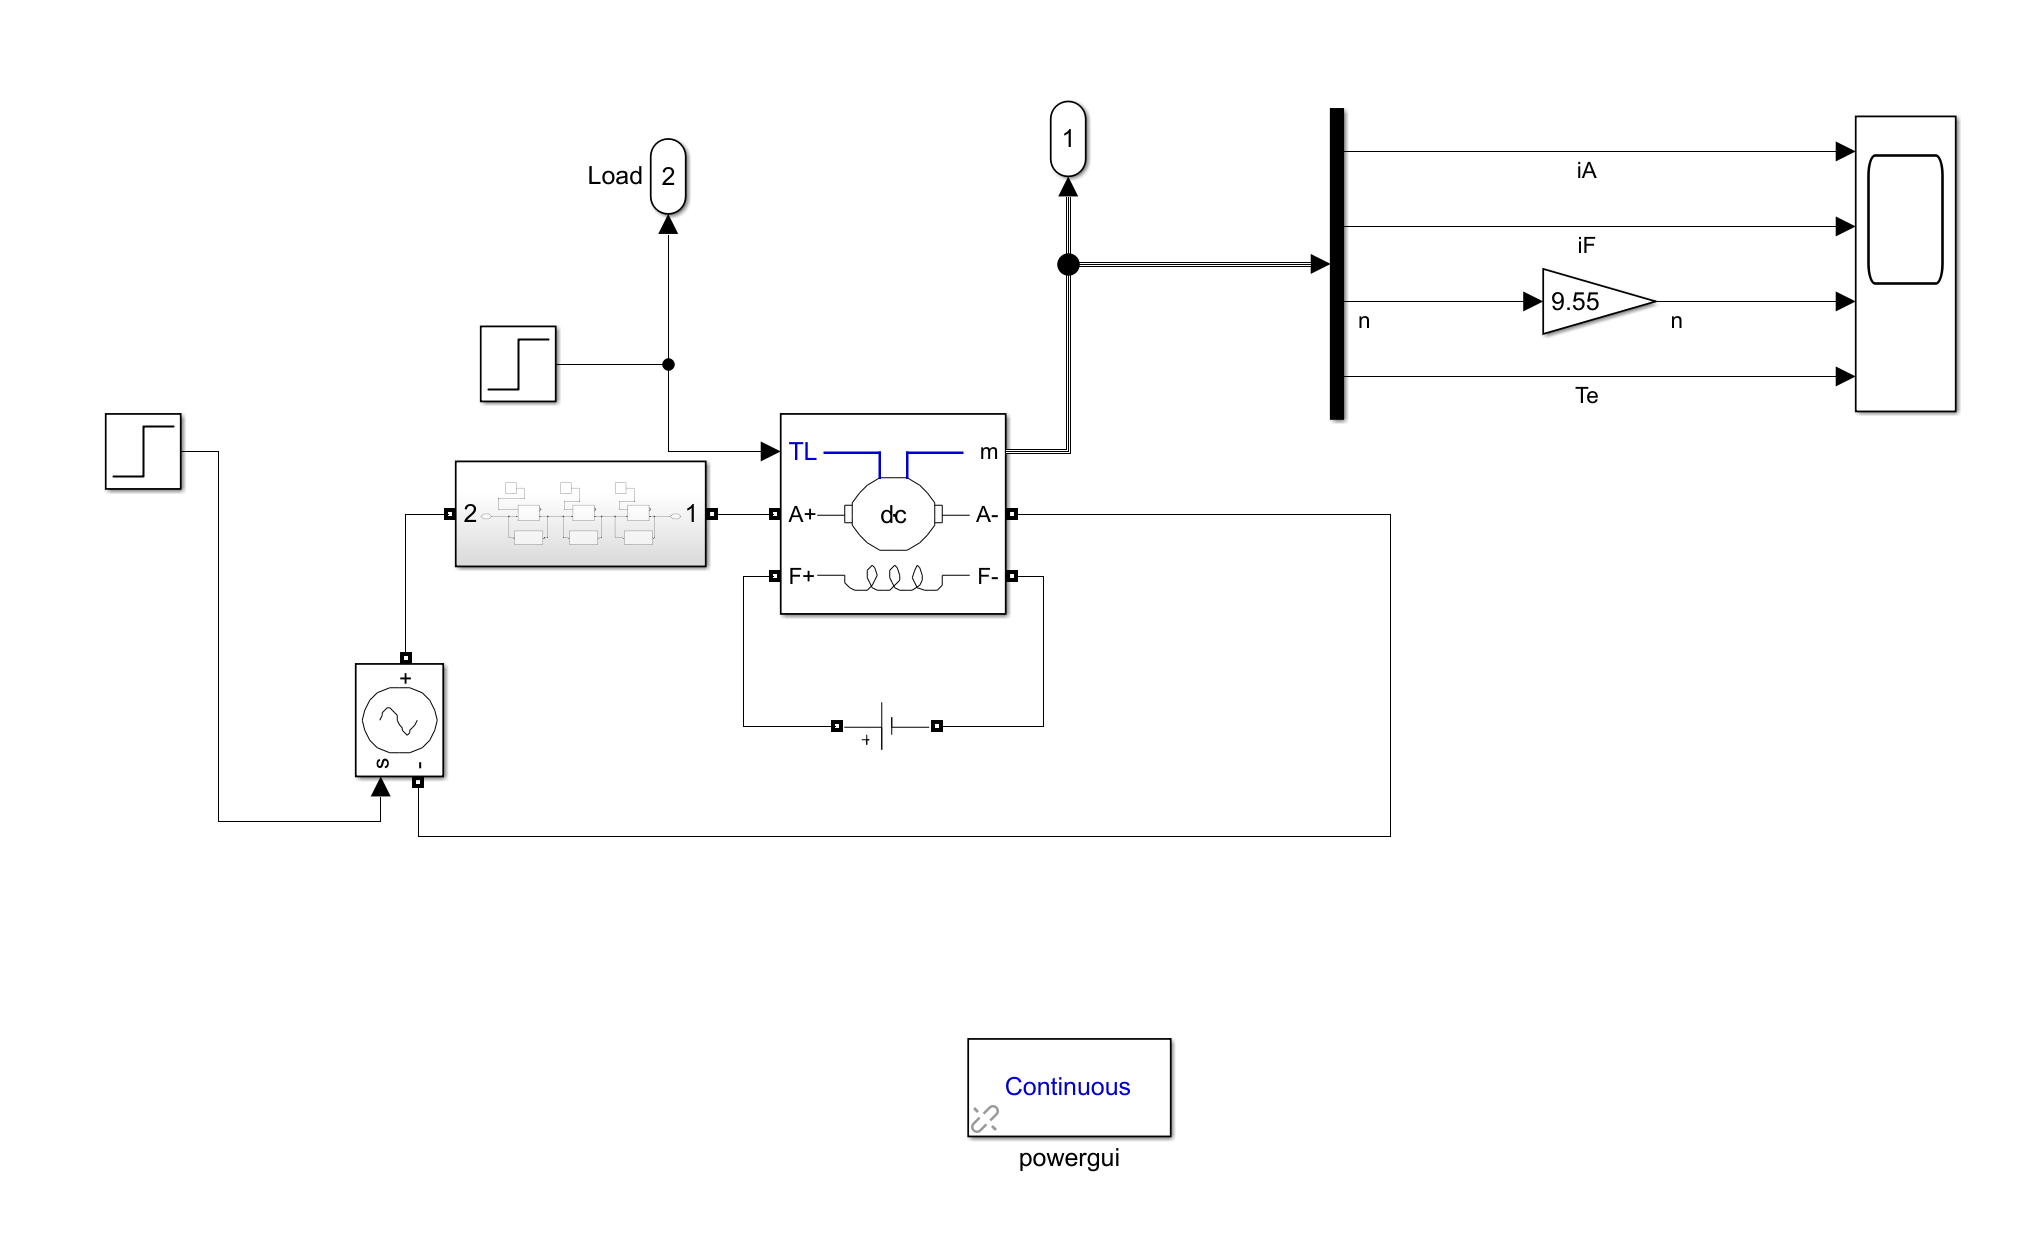 1
Load 2
iA
iF
9.55
n
n
Te
TL
m
2
1
A+
dc
A-
F+
F-
+
s
-
+
Continuous
powergui